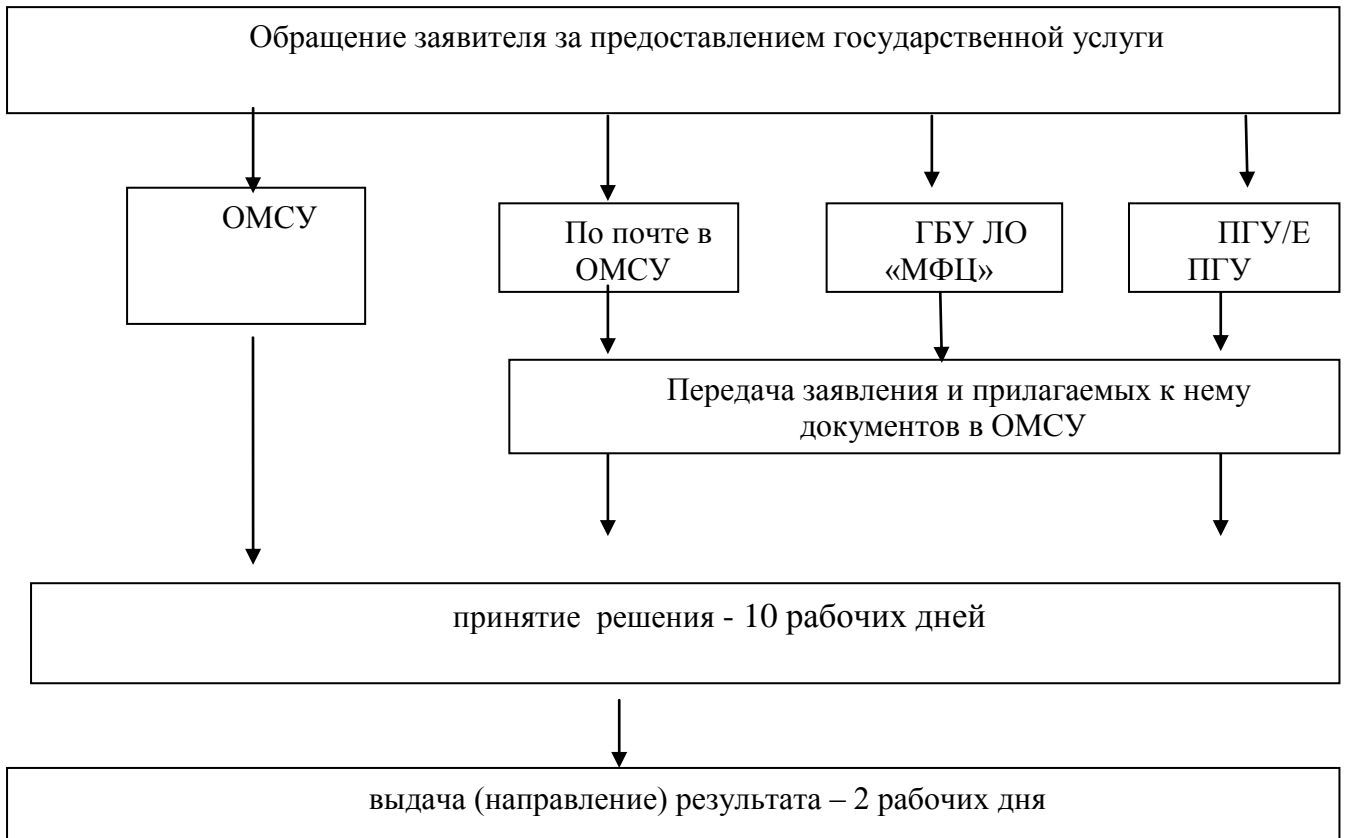 Обращение заявителя за предоставлением государственной услуги
ОМСУ
По почте в
ОМСУ
ГБУ ЛО
«МФЦ»
ПГУ/Е
ПГУ
Передача заявления и прилагаемых к нему
документов в ОМСУ
принятие решения - 10 рабочих дней
выдача (направление) результата – 2 рабочих дня